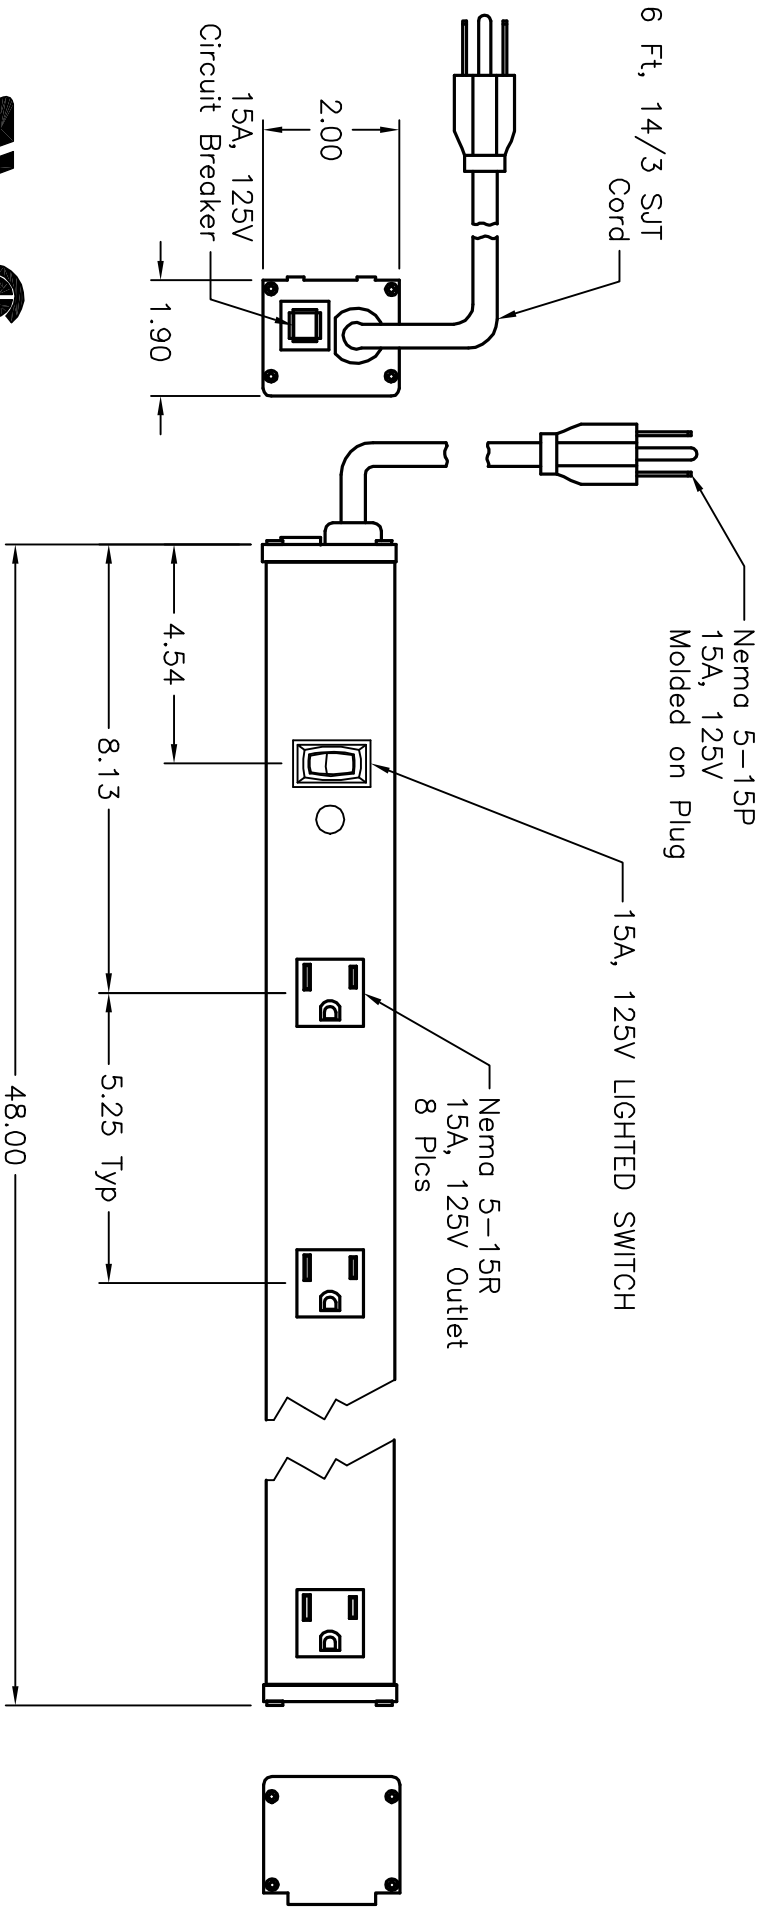 6 Ft, 14/3 SJT
Cord
2.00
15A, 125V
Circuit Breaker
1.90
Nema 5-15P
15A, 125V
Molded on Plug
15A, 125V LIGHTED SWITCH
Nema 5-15R
15A, 125V Outlet
8 Plcs
4.54
8.13
5.25 Typ
48.00